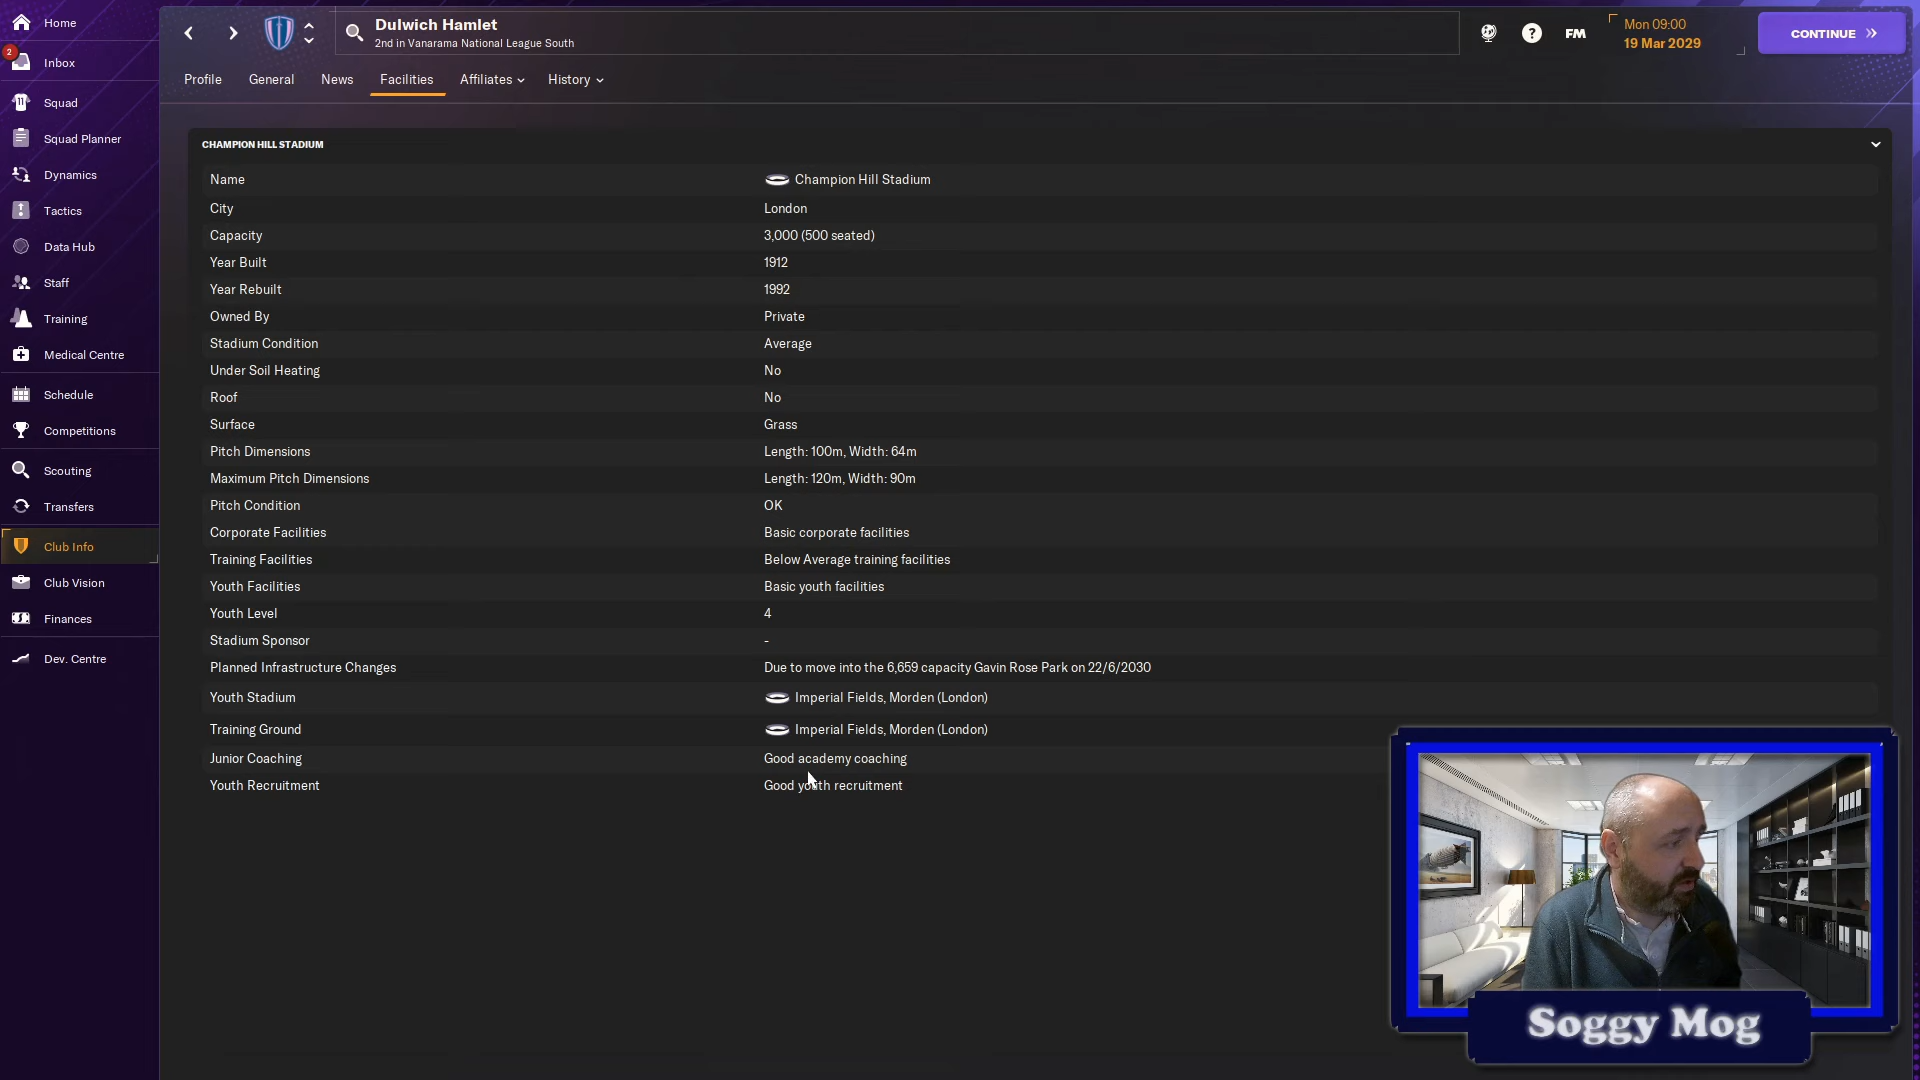 Home
2
Inbox
Squad
Squad Planner
Dynamics
Tactics
Data Hub
Staff
Training
Medical Centre
Schedule
Competitions
Scouting
Transfers
Club Info
Club Vision
Finances
Dev. Centre
Dulwich Hamlet
2nd in Vanarama National League South
FM
Mon 09:00
19 Mar 2029
CONTINUE
Profile General News Facilities Affiliates History
CHAMPION HILL STADIUM
Name Champion Hill Stadium
City London
Capacity 3,000 (500 seated)
Year Built 1912
Year Rebuilt 1992
Owned By Private
Stadium Condition Average
Under Soil Heating No
Roof No
Surface Grass
Pitch Dimensions Length: 100m, Width: 64m
Maximum Pitch Dimensions Length: 120m, Width: 90m
Pitch Condition OK
Corporate Facilities Basic corporate facilities
Training Facilities Below Average training facilities
Youth Facilities Basic youth facilities
Youth Level 4
Stadium Sponsor -
Planned Infrastructure Changes Due to move into the 6,659 capacity Gavin Rose Park on 22/6/2030
Youth Stadium Imperial Fields, Morden (London)
Training Ground Imperial Fields, Morden (London)
Junior Coaching Good academy coaching
Youth Recruitment Good youth recruitment
Soggy Mog